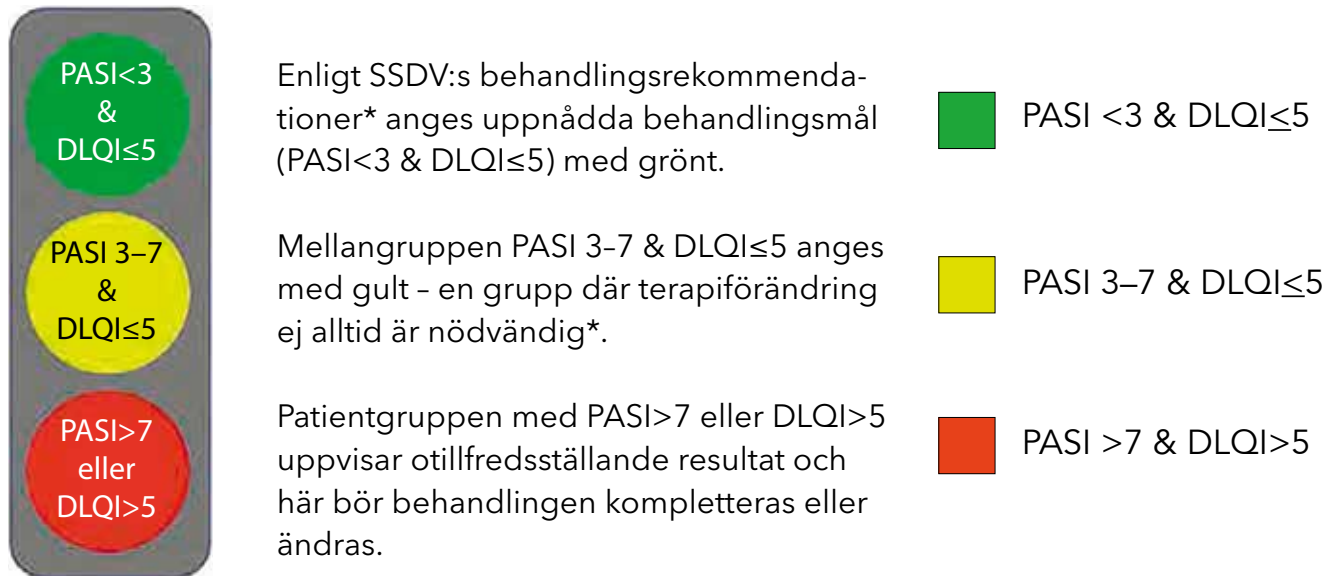 PASI<3
&
DLQI≤5
PASI 3–7
&
DLQI≤5
PASI>7
eller
DLQI>5
Enligt SSDV:s behandlingsrekommenda-
tioner* anges uppnådda behandlingsmål
(PASI<3 & DLQI≤5) med grönt.
Mellangruppen PASI 3–7 & DLQI≤5 anges
med gult – en grupp där terapiförändring
ej alltid är nödvändig*.
Patientgruppen med PASI>7 eller DLQI>5
uppvisar otillfredsställande resultat och
här bör behandlingen kompletteras eller
ändras.
PASI <3 & DLQI≤5
PASI 3–7 & DLQI≤5
PASI >7 & DLQI>5